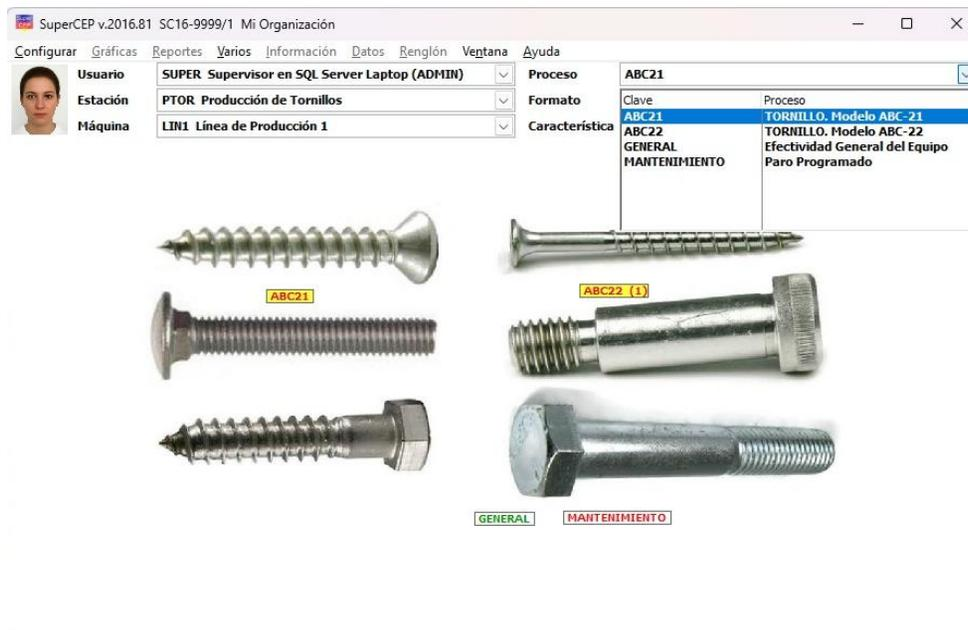 SuperCEP v.2016.81 SC16-9999/1 Mi Organización
Configurar Gráficas Reportes Varios Información Datos Renglón Ventana Ayuda
Usuario SUPER Supervisor en SQL Server Laptop (ADMIN) Proceso ABC21
Estación PTOR Producción de Tornillos Formato
Máquina LIN1 Línea de Producción 1 Característica
Clave Proceso
ABC21 TORNILLO. Modelo ABC-21
ABC22 TORNILLO. Modelo ABC-22
GENERAL Efectividad General del Equipo
MANTENIMIENTO Paro Programado
ABC21
ABC22 (1)
GENERAL MANTENIMIENTO